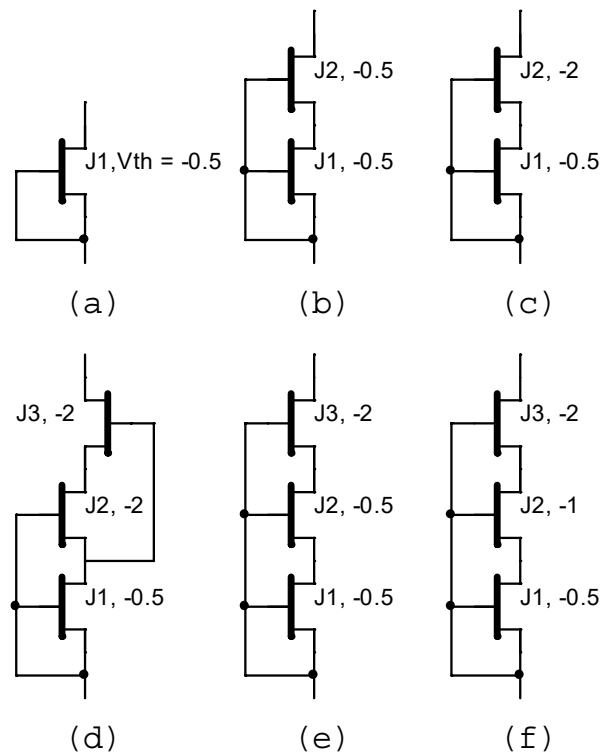 J2, -0.5
J2, -2
J1,Vth = -0.5
J1, -0.5
J1, -0.5
(a)
(b)
(c)
J3, -2
J3, -2
J3, -2
J2, -2
J2, -0.5
J2, -1
J1, -0.5
J1, -0.5
J1, -0.5
(d)
(e)
(f)